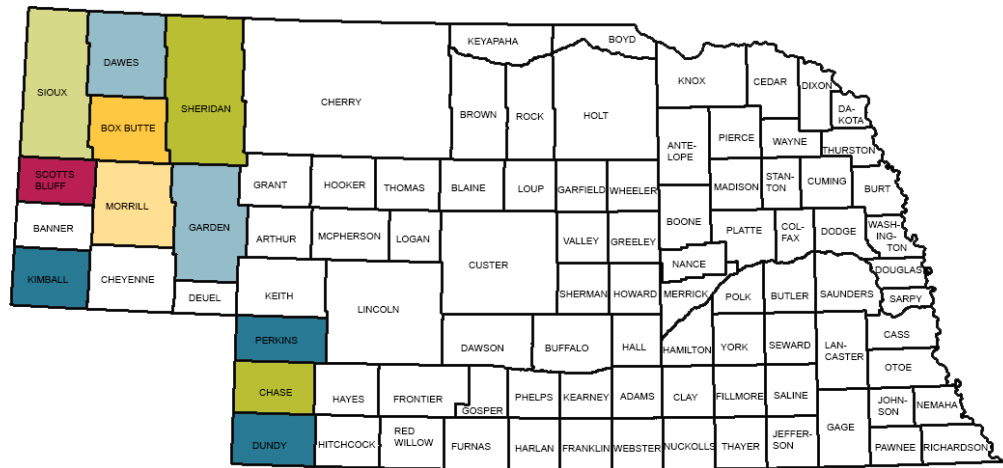 KEYAPAHA
BOYD
DAWES
SIOUX
SHERIDAN
CHERRY
KNOX
CEDAR
DIXON
DA-
KOTA
BOX BUTTE
BROWN
ROCK
HOLT
ANTE-
LOPE
PIERCE
WAYNE
THURSTON
SCOTTS
BLUFF
MORRILL
GARDEN
GRANT
HOOKER
THOMAS
BLAINE
LOUP
GARFIELD
WHEELER
MADISON
STAN-
TON
CUMING
BURT
BANNER
ARTHUR
MCPHERSON
LOGAN
CUSTER
VALLEY
GREELEY
BOONE
PLATTE
COL-
FAX
DODGE
WASH-
ING-
TON
NANCE
KIMBALL
CHEYENNE
DEUEL
KEITH
LINCOLN
SHERMAN
HOWARD
MERRICK
POLK
BUTLER
SAUNDERS
DOUGLAS
SARPY
PERKINS
DAWSON
BUFFALO
HALL
HAMILTON
YORK
SEWARD
LAN-
CASTER
CASS
OTOE
CHASE
HAYES
FRONTIER
GOSPER
PHELPS
KEARNEY
ADAMS
CLAY
FILLMORE
SALINE
GAGE
JOHN-
SON
NEMAHA
DUNDY
HITCHCOCK
RED
WILLOW
FURNAS
HARLAN
FRANKLIN
WEBSTER
NUCKOLLS
THAYER
JEFFER-
SON
PAWNEE
RICHARDSON